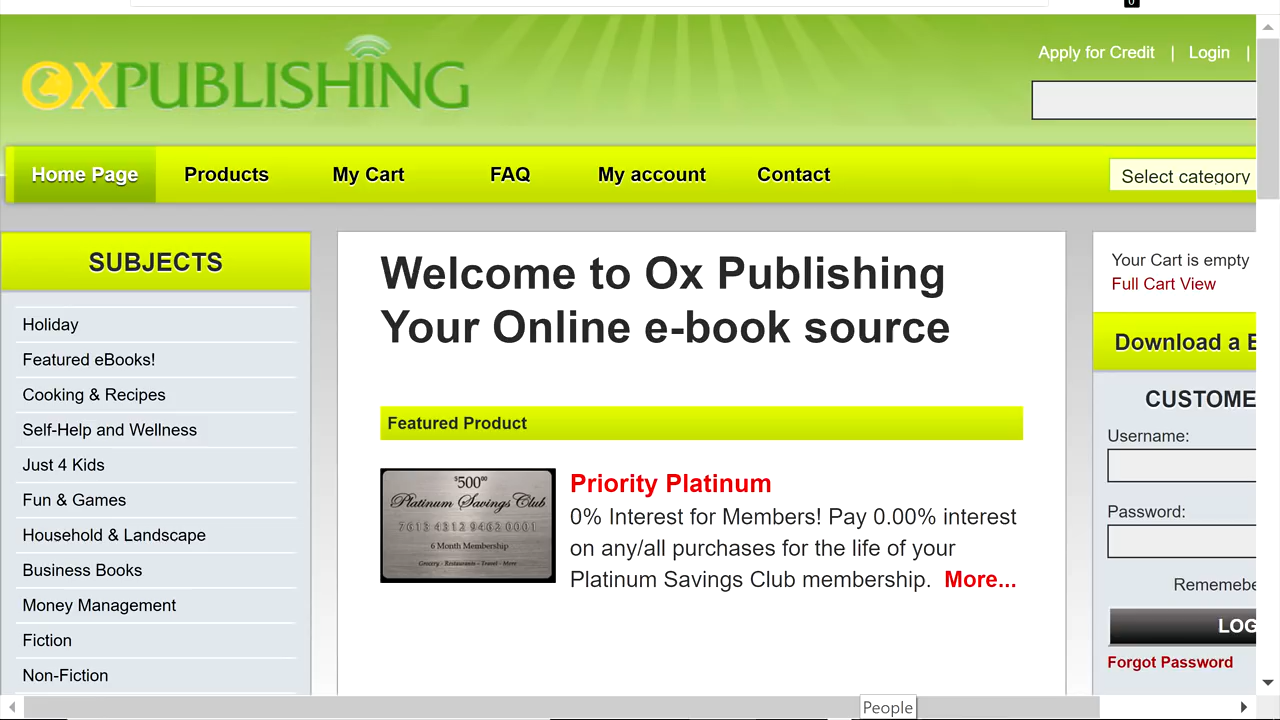 0
OXPUBLISHING
Apply for Credit | Login |
Home Page Products My Cart FAQ My account Contact
Select category
SUBJECTS
Holiday
Featured eBooks!
Cooking & Recipes
Self-Help and Wellness
Just 4 Kids
Fun & Games
Household & Landscape
Business Books
Money Management
Fiction
Non-Fiction
Welcome to Ox Publishing
Your Online e-book source
Featured Product
$500.00
Platinum Savings Club
7613 4312 9462 0001
6 Month Membership
Grocery - Restaurants - Travel - More
Priority Platinum
0% Interest for Members! Pay 0.00% interest
on any/all purchases for the life of your
Platinum Savings Club membership. More...
Your Cart is empty
Full Cart View
Download a E
CUSTOME
Username:
Password:
Rememebe
LOG
Forgot Password
People